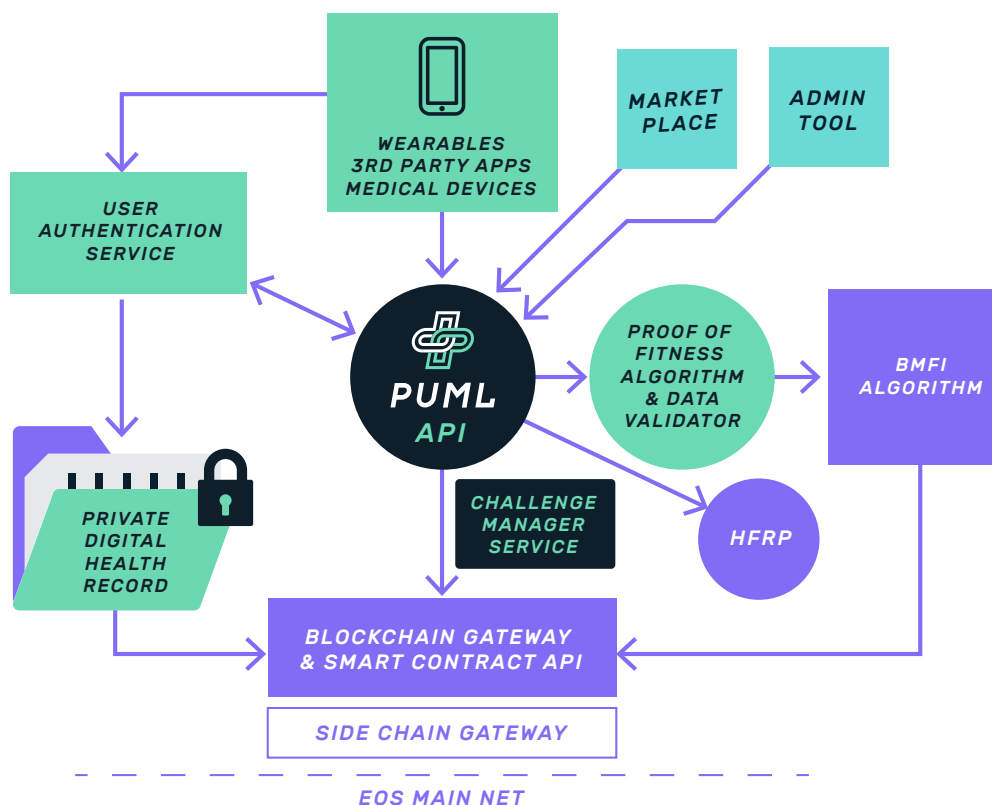 WEARABLES
3RD PARTY APPS
MEDICAL DEVICES
MARKET
PLACE
ADMIN
TOOL
USER
AUTHENTICATION
SERVICE
PUML
API
PROOF OF
FITNESS
ALGORITHM
& DATA
VALIDATOR
BMFI
ALGORITHM
PRIVATE
DIGITAL
HEALTH
RECORD
CHALLENGE
MANAGER
SERVICE
HFRP
BLOCKCHAIN GATEWAY
& SMART CONTRACT API
SIDE CHAIN GATEWAY
EOS MAIN NET